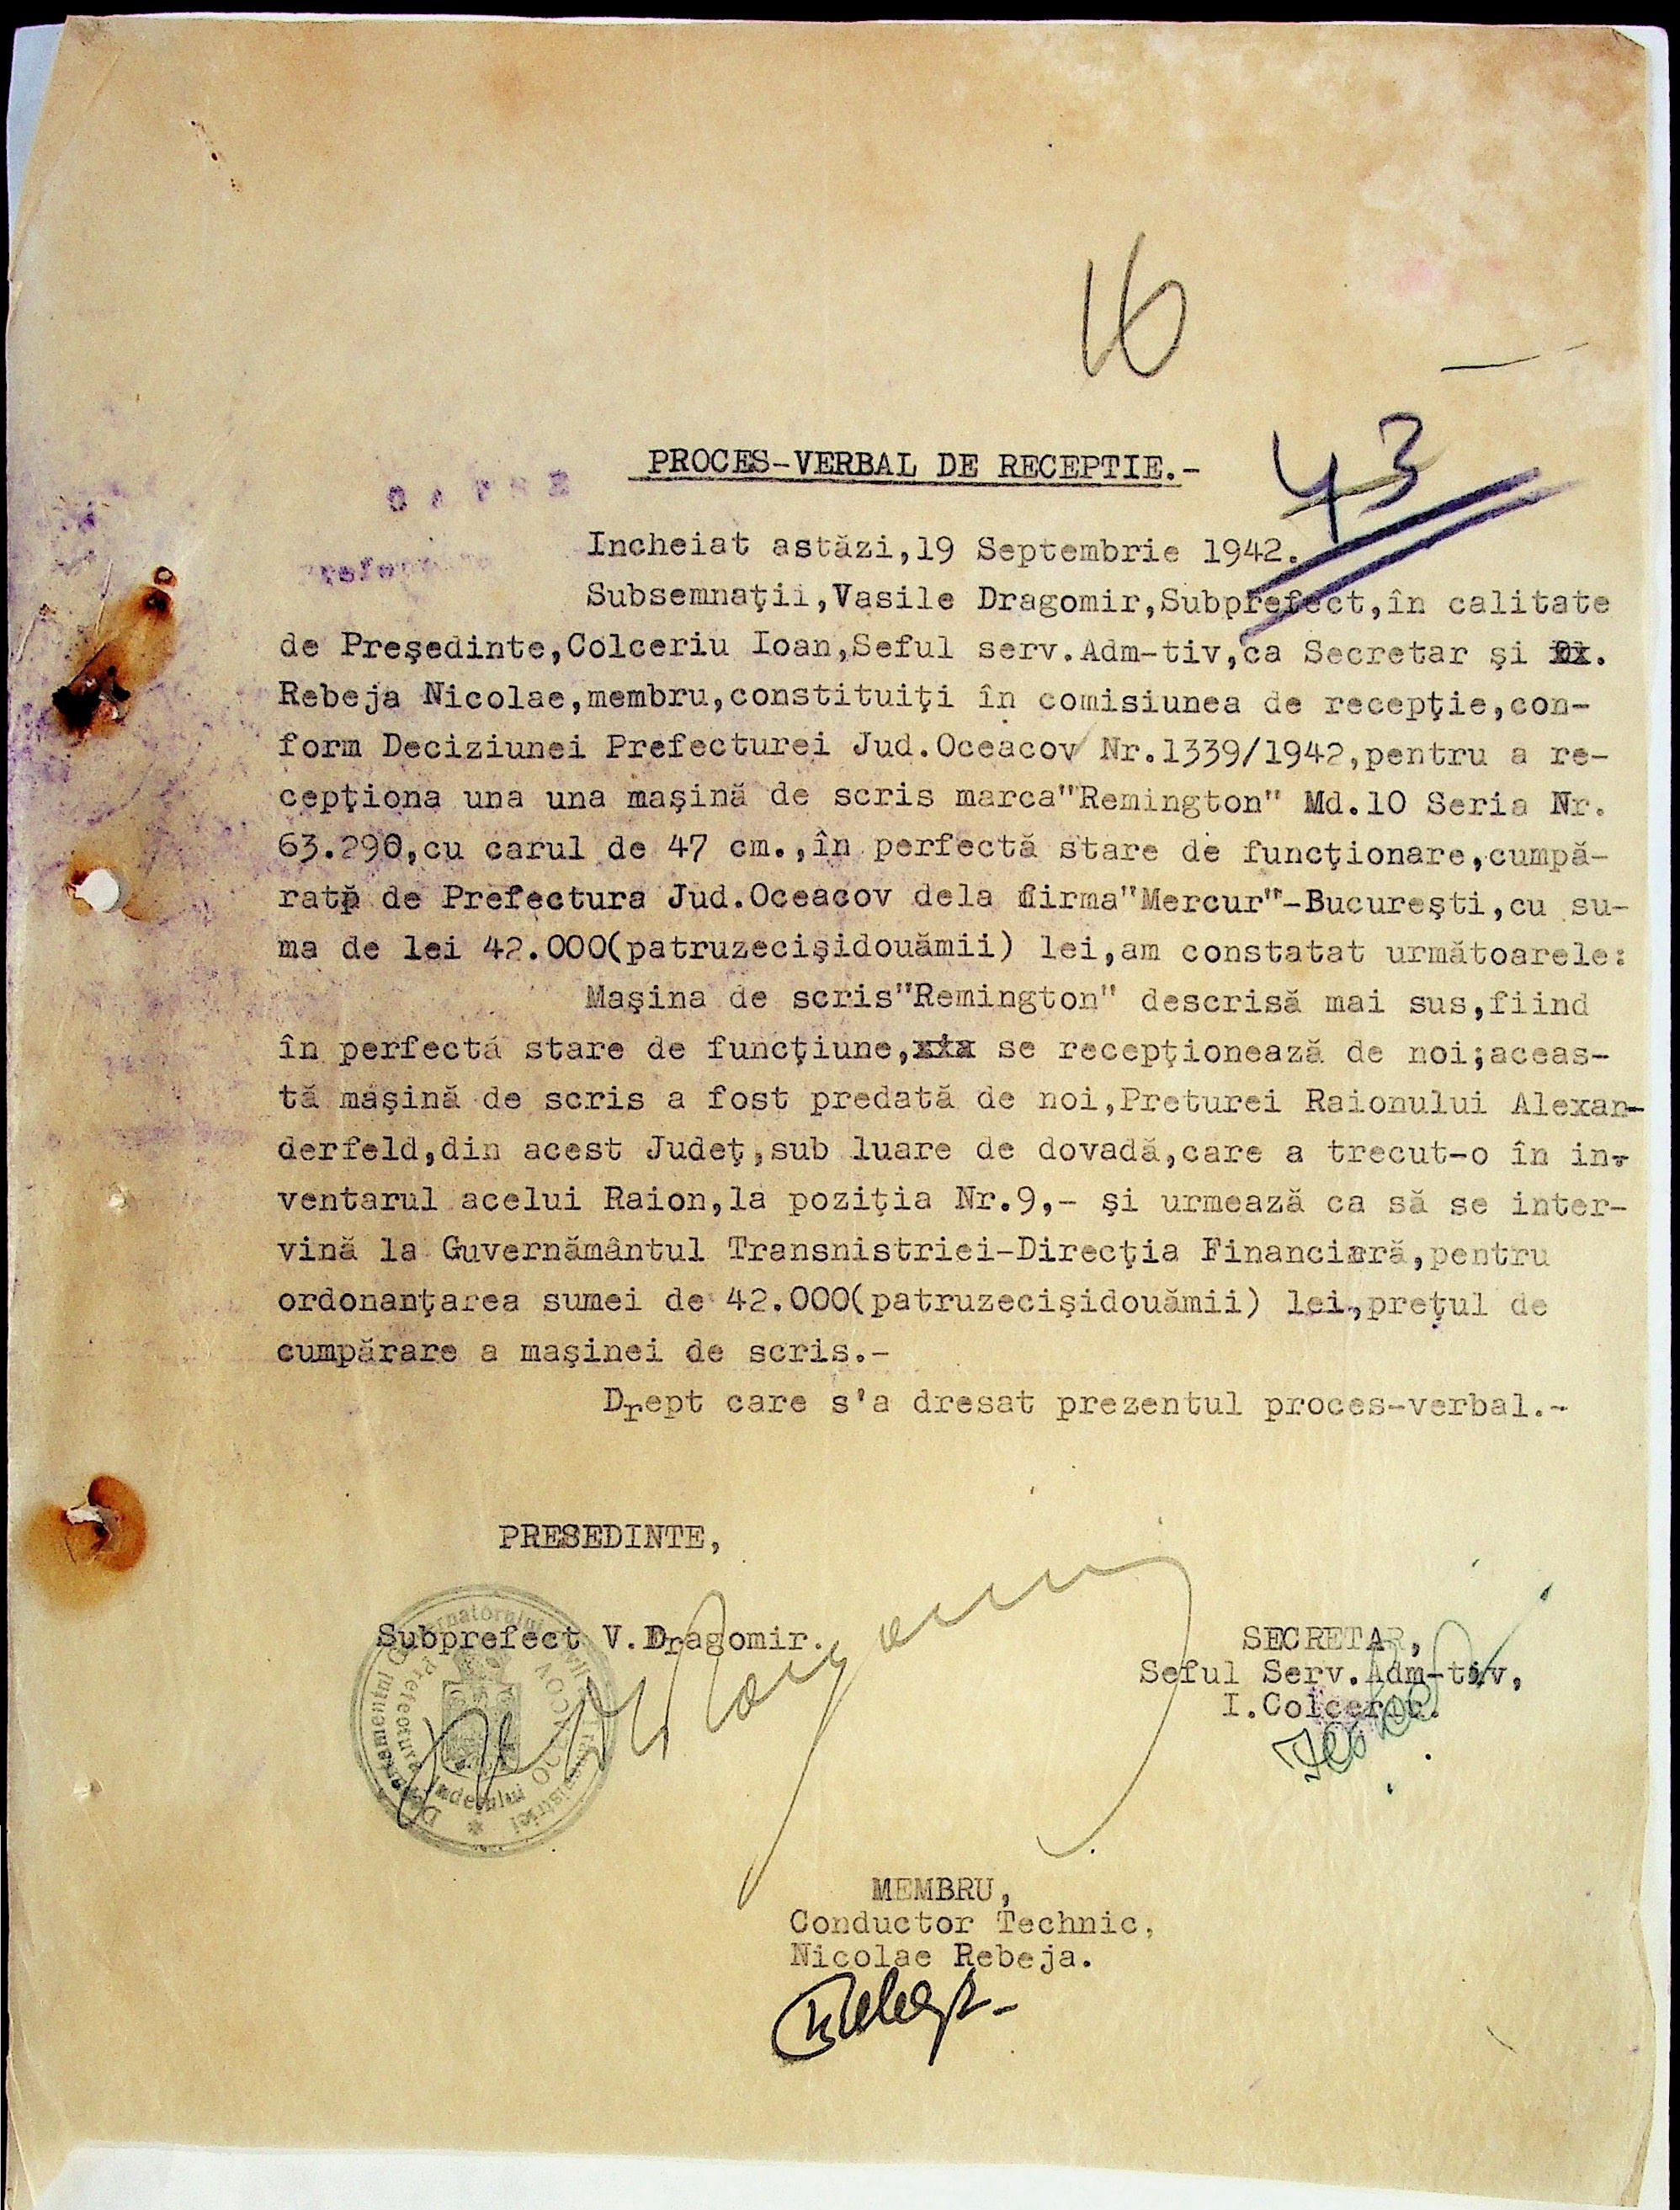 16
43
PROCES-VERBAL DE RECEPTIE.-
Incheiat astăzi,19 Septembrie 1942.
Subsemnaţii,Vasile Dragomir,Subprefect,în calitate
de Preşedinte,Colceriu Ioan,Seful serv.Adm-tiv,ca Secretar şi
Rebeja Nicolae,membru,constituiţi în comisiunea de recepţie,con-
form Deciziunei Prefecturei Jud.Oceacov Nr.1339/1942,pentru a re-
cepţiona una una maşină de scris marca"Remington" Md.10 Seria Nr.
63.290,cu carul de 47 cm.,în perfectă stare de funcţionare,cumpă-
rată de Prefectura Jud.Oceacov dela firma"Mercur"-Bucureşti,cu su-
ma de lei 42.000(patruzecişidouămii) lei,am constatat următoarele:
Maşina de scris"Remington" descrisă mai sus,fiind
în perfectă stare de funcţiune, se recepţionează de noi;aceas-
tă maşină de scris a fost predată de noi,Preturei Raionului Alexan-
derfeld,din acest Judeţ,sub luare de dovadă,care a trecut-o în in-
ventarul acelui Raion,la poziţia Nr.9,- şi urmează ca să se inter-
vină la Guvernământul Transnistriei-Direcţia Financiară,pentru
ordonanţarea sumei de 42.000(patruzecişidouămii) lei,preţul de
cumpărare a maşinei de scris.-
Drept care s'a dresat prezentul proces-verbal.-
PRESEDINTE,
Subprefect V.Dragomir.
SECRETAR,
Seful Serv.Adm-tiv,
I.Colceriu.
Prefectura Judeţului
MEMBRU,
Conductor Technic,
Nicolae Rebeja.